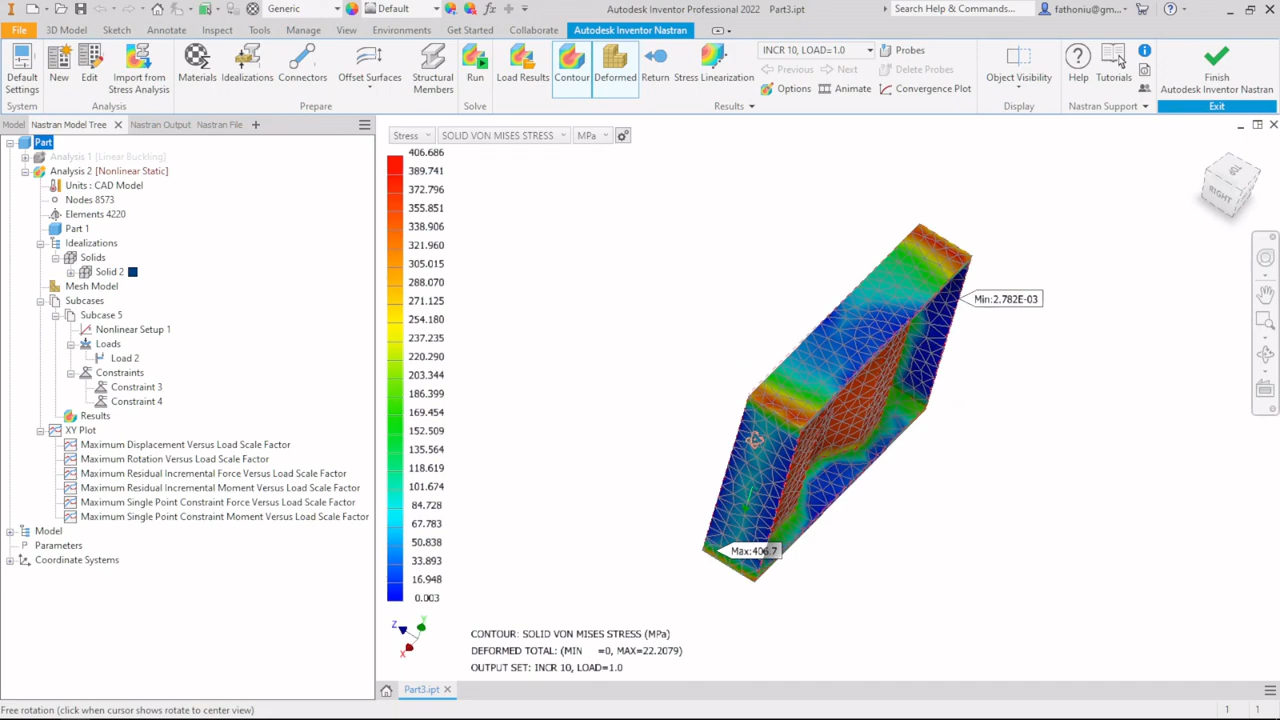 Generic
Default
Autodesk Inventor Professional 2022 Part3.ipt
Search Help & Commands...
fathoniu@gm...
File 3D Model Sketch Annotate Inspect Tools Manage View Environments Get Started Collaborate Autodesk Inventor Nastran
Default Settings
New
Edit
Import from Stress Analysis
Materials
Idealizations
Connectors
Offset Surfaces
Structural Members
Run
Load Results
Contour
Deformed
Return
Stress Linearization
INCR 10, LOAD=1.0
Previous Next
Options Animate
Probes
Delete Probes
Convergence Plot
Object Visibility
Help
Tutorials
Finish
Autodesk Inventor Nastran
System Analysis Prepare Solve Results Display Nastran Support Exit
Model Nastran Model Tree Nastran Output Nastran File
Part
Analysis 1 [Linear Buckling]
Analysis 2 [Nonlinear Static]
Units : CAD Model
Nodes 8573
Elements 4220
Part 1
Idealizations
Solids
Solid 2
Mesh Model
Subcases
Subcase 5
Nonlinear Setup 1
Loads
Load 2
Constraints
Constraint 3
Constraint 4
Results
XY Plot
Maximum Displacement Versus Load Scale Factor
Maximum Rotation Versus Load Scale Factor
Maximum Residual Incremental Force Versus Load Scale Factor
Maximum Residual Incremental Moment Versus Load Scale Factor
Maximum Single Point Constraint Force Versus Load Scale Factor
Maximum Single Point Constraint Moment Versus Load Scale Factor
Model
Parameters
Coordinate Systems
Stress SOLID VON MISES STRESS MPa
406.686
389.741
372.796
355.851
338.906
321.960
305.015
288.070
271.125
254.180
237.235
220.290
203.344
186.399
169.454
152.509
135.564
118.619
101.674
84.728
67.783
50.838
33.893
16.948
0.003
RIGHT
Min:2.782E-03
Max:406.7
Z
Y
X
CONTOUR: SOLID VON MISES STRESS (MPa)
DEFORMED TOTAL: (MIN =0, MAX=22.2079)
OUTPUT SET: INCR 10, LOAD=1.0
Part3.ipt
Free rotation (click when cursor shows rotate to center view)
1 1